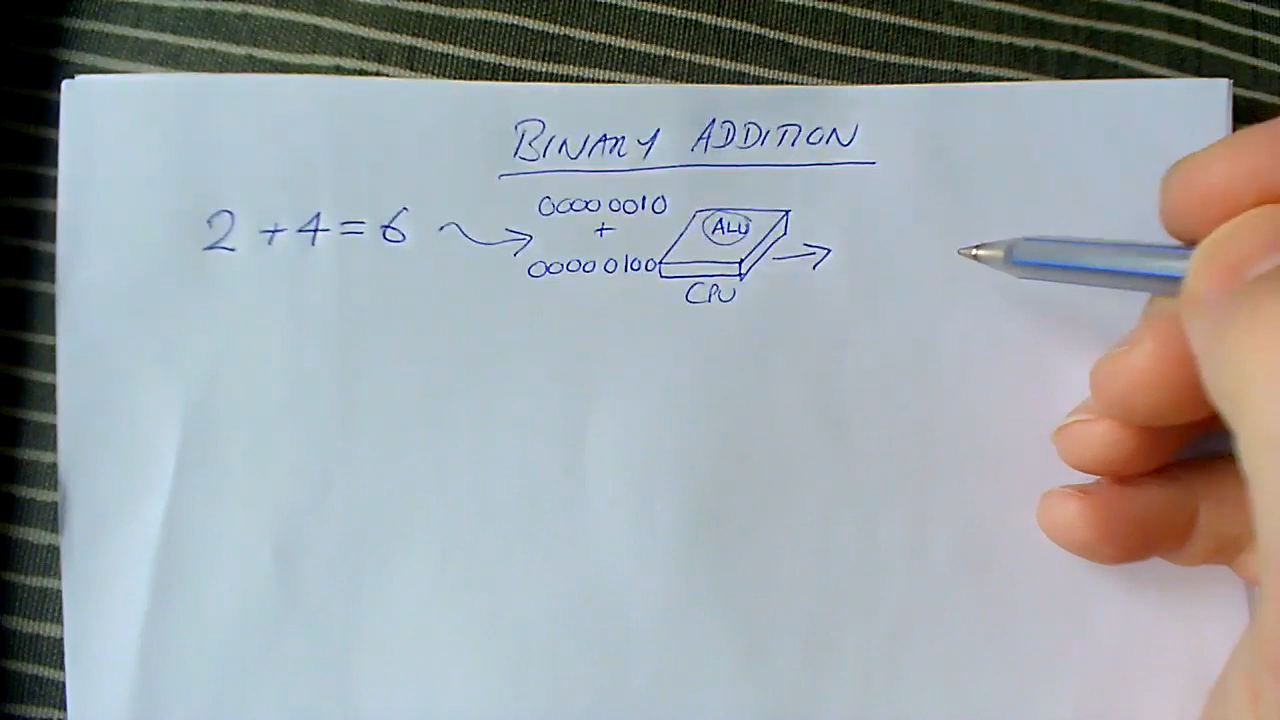 BINARY ADDITION
2 + 4 = 6
00000010
+
00000100
ALU
CPU